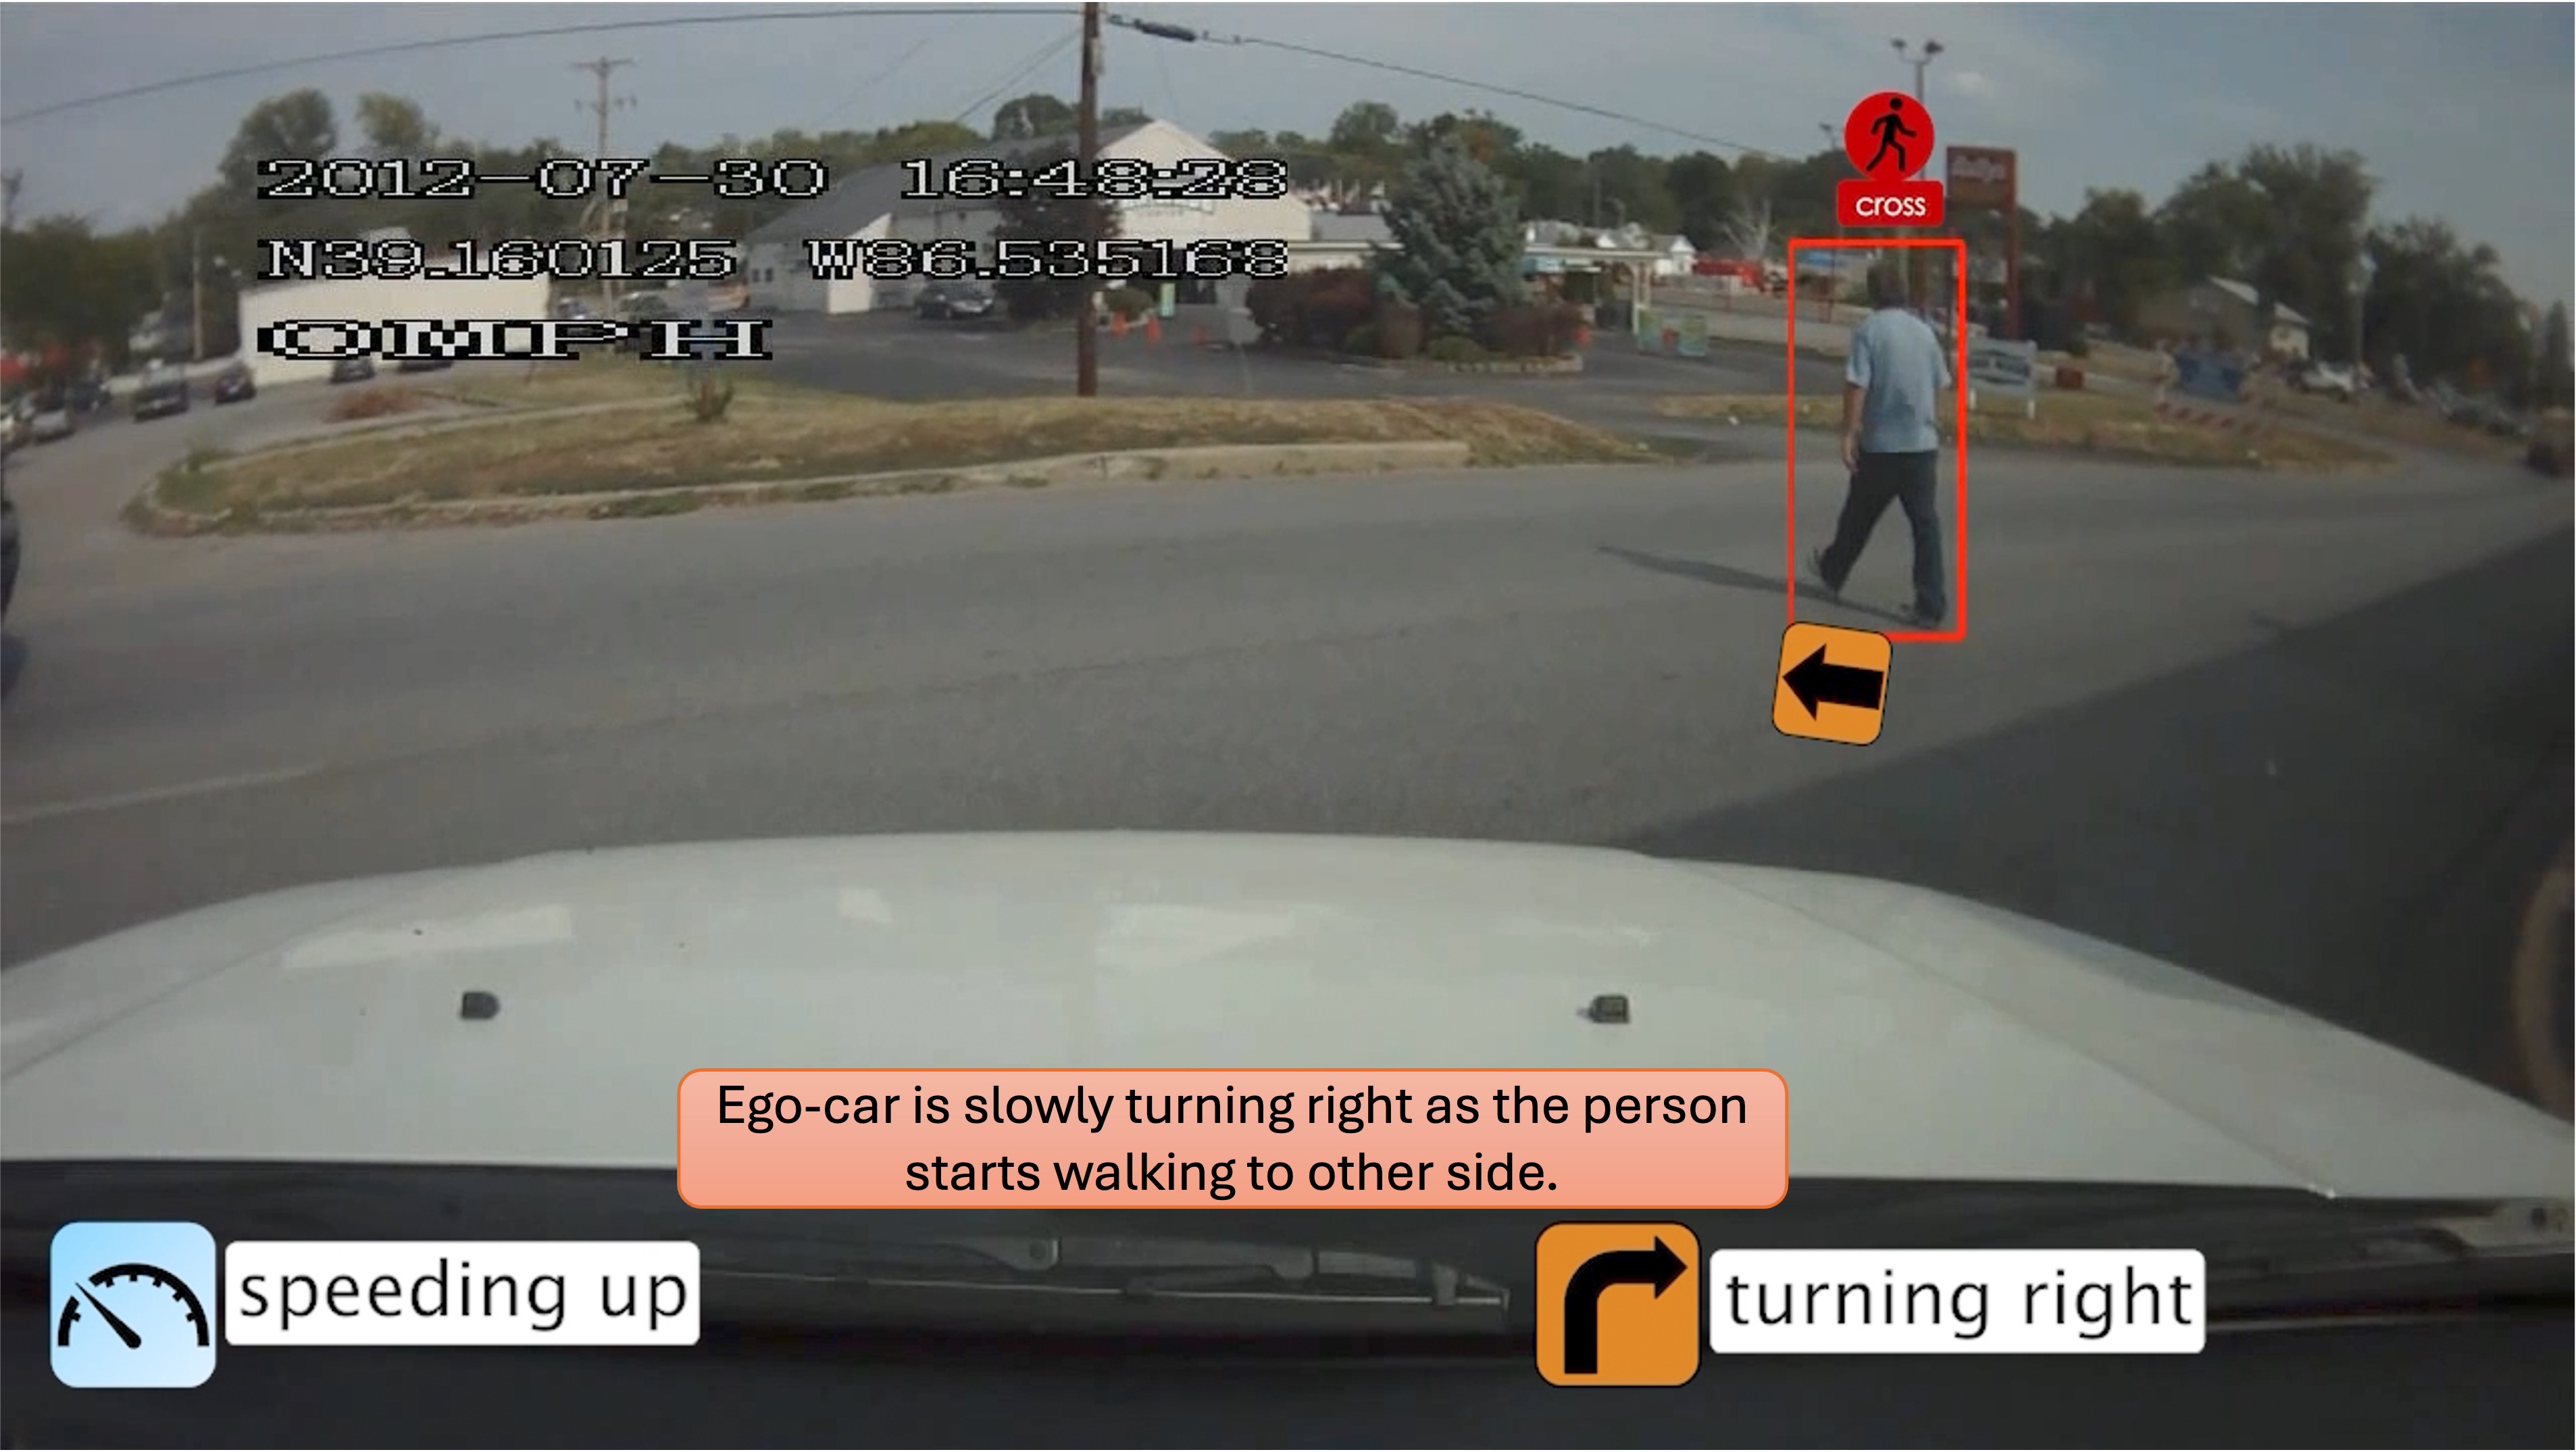 2012-07-30 16:48:28
N39.160125 W86.535168
0MPH
cross
Ego-car is slowly turning right as the person
starts walking to other side.
speeding up
turning right